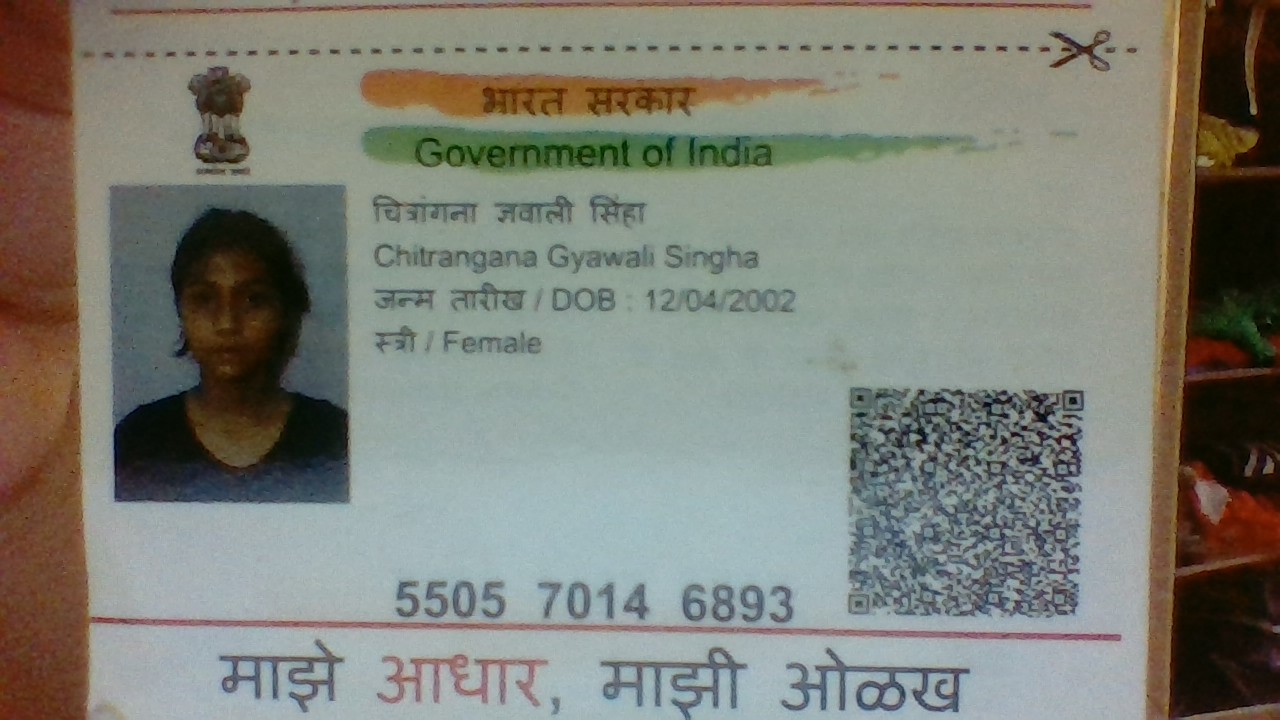 भारत सरकार
Government of India
चित्रांगना ज्ञवाली सिंहा
Chitrangana Gyawali Singha
जन्म तारीख / DOB : 12/04/2002
स्त्री / Female
5505 7014 6893
माझे आधार, माझी ओळख